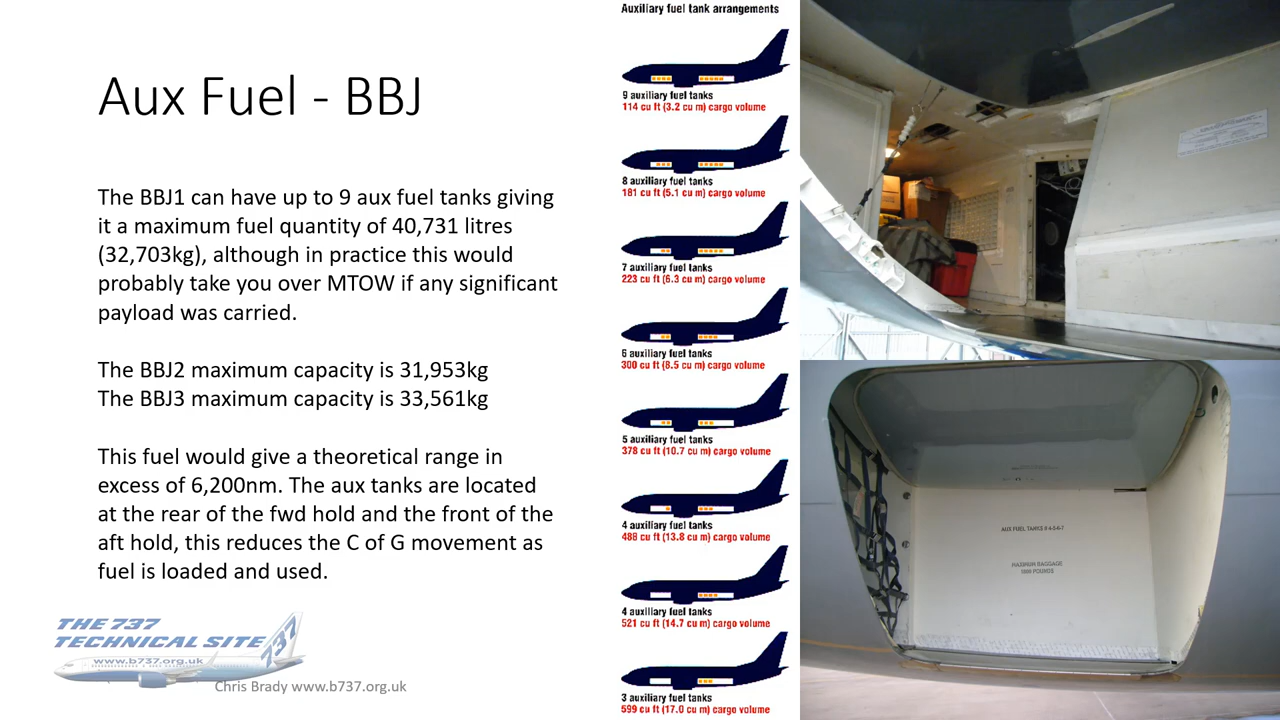 Aux Fuel - BBJ
The BBJ1 can have up to 9 aux fuel tanks giving
it a maximum fuel quantity of 40,731 litres
(32,703kg), although in practice this would
probably take you over MTOW if any significant
payload was carried.
The BBJ2 maximum capacity is 31,953kg
The BBJ3 maximum capacity is 33,561kg
This fuel would give a theoretical range in
excess of 6,200nm. The aux tanks are located
at the rear of the fwd hold and the front of the
aft hold, this reduces the C of G movement as
fuel is loaded and used.
THE 737
TECHNICAL SITE
737
www.b737.org.uk
Chris Brady www.b737.org.uk
Auxiliary fuel tank arrangements
9 auxiliary fuel tanks
114 cu ft (3.2 cu m) cargo volume
8 auxiliary fuel tanks
181 cu ft (5.1 cu m) cargo volume
7 auxiliary fuel tanks
223 cu ft (6.3 cu m) cargo volume
6 auxiliary fuel tanks
300 cu ft (8.5 cu m) cargo volume
5 auxiliary fuel tanks
378 cu ft (10.7 cu m) cargo volume
4 auxiliary fuel tanks
488 cu ft (13.8 cu m) cargo volume
4 auxiliary fuel tanks
521 cu ft (14.7 cu m) cargo volume
3 auxiliary fuel tanks
599 cu ft (17.0 cu m) cargo volume
AUX FUEL TANKS
MAXIMUM BAGGAGE
POUNDS